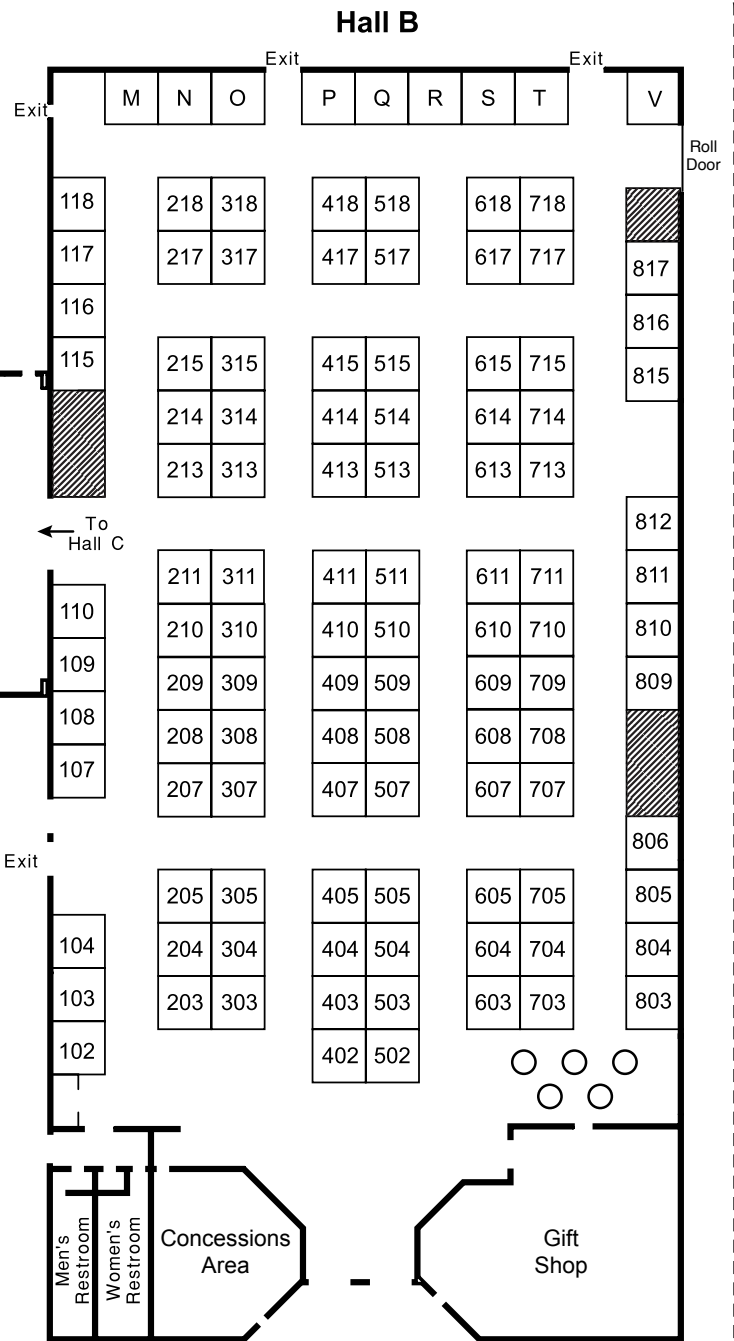 Hall B
Exit
Exit
M N O P Q R S T V
Exit
Roll
Door
118 218 318 418 518 618 718
117 217 317 417 517 617 717 817
116 816
115 215 315 415 515 615 715 815
214 314 414 514 614 714
213 313 413 513 613 713
To
Hall C
812
211 311 411 511 611 711 811
110 210 310 410 510 610 710 810
109 209 309 409 509 609 709 809
108 208 308 408 508 608 708
107 207 307 407 507 607 707
806
Exit
205 305 405 505 605 705 805
104 204 304 404 504 604 704 804
103 203 303 403 503 603 703 803
102 402 502
Men's
Restroom
Women's
Restroom
Concessions
Area
Gift
Shop